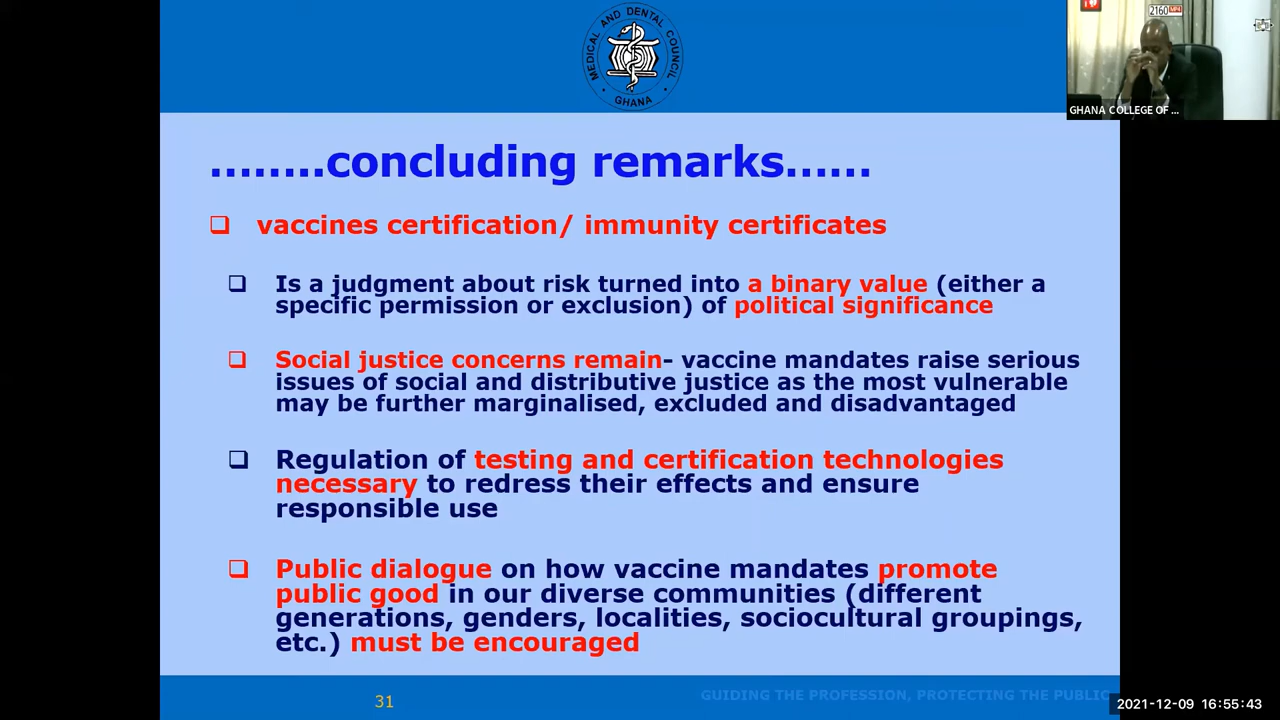 MEDICAL AND DENTAL COUNCIL
GHANA
2160
GHANA COLLEGE OF ...
........concluding remarks......
vaccines certification/ immunity certificates
Is a judgment about risk turned into a binary value (either a
specific permission or exclusion) of political significance
Social justice concerns remain- vaccine mandates raise serious
issues of social and distributive justice as the most vulnerable
may be further marginalised, excluded and disadvantaged
Regulation of testing and certification technologies
necessary to redress their effects and ensure
responsible use
Public dialogue on how vaccine mandates promote
public good in our diverse communities (different
generations, genders, localities, sociocultural groupings,
etc.) must be encouraged
31
GUIDING THE PROFESSION, PROTECTING THE PUBLIC
2021-12-09 16:55:43